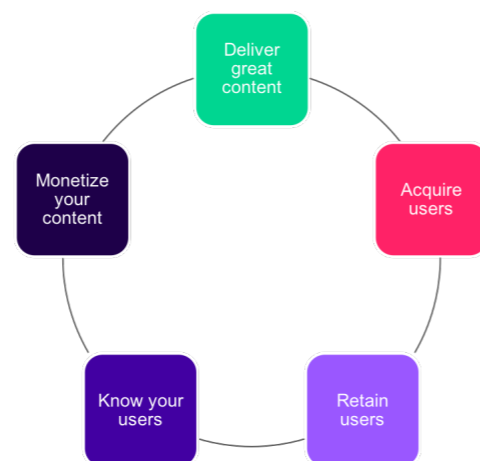 Deliver
great
content
Acquire
users
Retain
users
Know your
users
Monetize
your
content